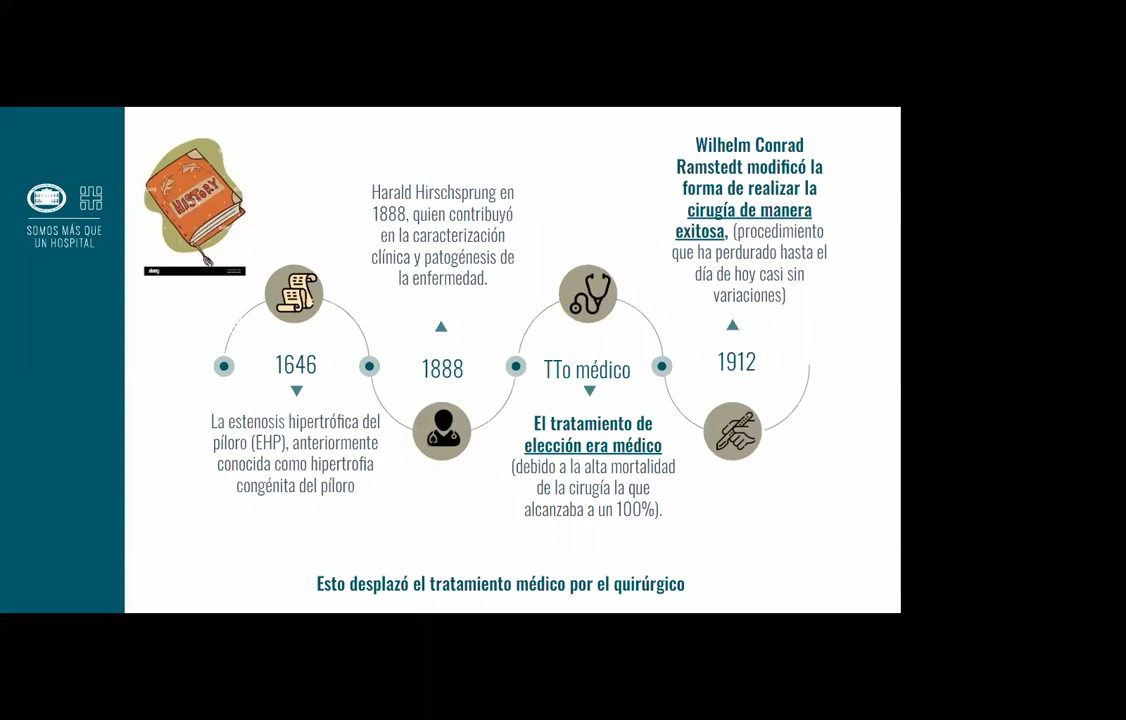 SOMOS MÁS QUE
UN HOSPITAL
HISTORY
1646
La estenosis hipertrófica del
píloro (EHP), anteriormente
conocida como hipertrofia
congénita del píloro
Harald Hirschsprung en
1888, quien contribuyó
en la caracterización
clínica y patogénesis de
la enfermedad.
1888
TTo médico
El tratamiento de
elección era médico
(debido a la alta mortalidad
de la cirugía la que
alcanzaba a un 100%).
Wilhelm Conrad
Ramstedt modificó la
forma de realizar la
cirugía de manera
exitosa, (procedimiento
que ha perdurado hasta el
día de hoy casi sin
variaciones)
1912
Esto desplazó el tratamiento médico por el quirúrgico